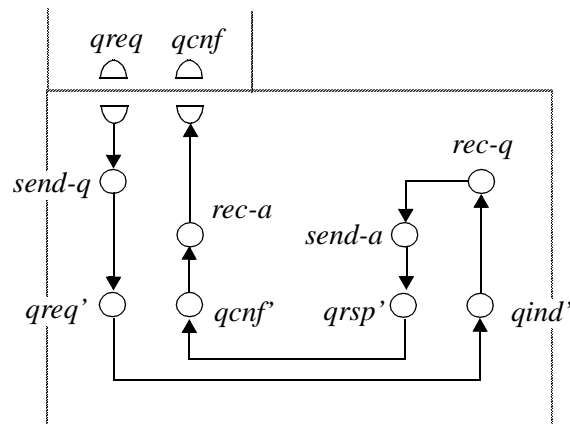 qreq qcnf
rec-q
send-q
rec-a
send-a
qreq’ qcnf’ qrsp’ qind’